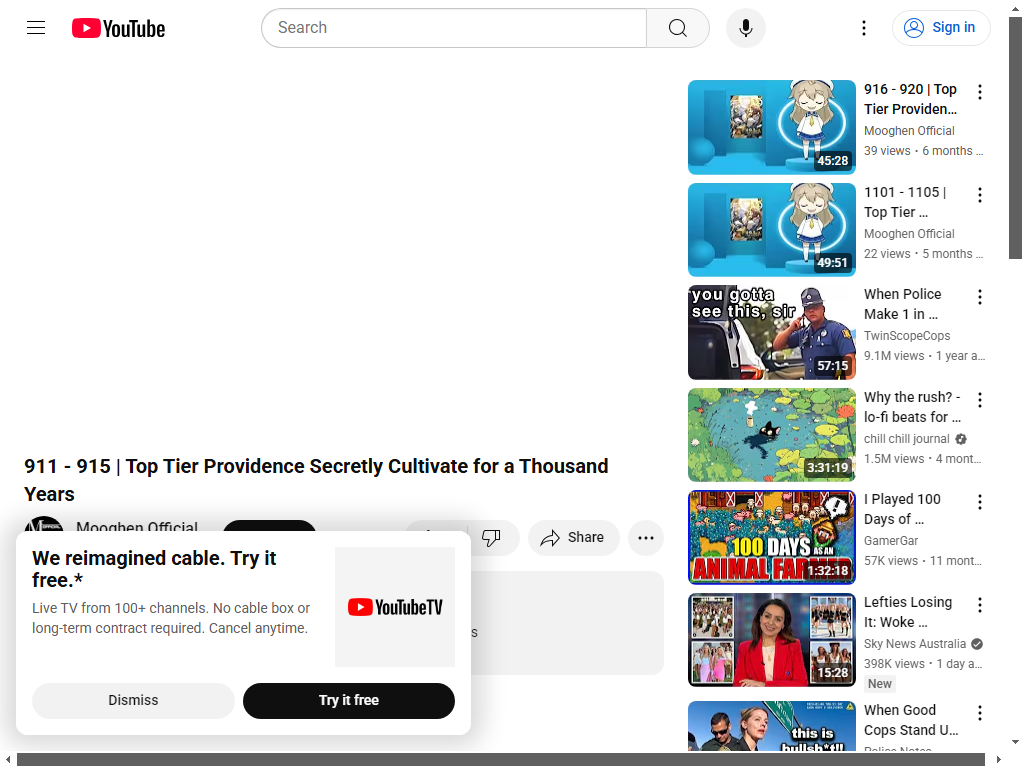 YouTube
Search
Sign in
911 - 915 | Top Tier Providence Secretly Cultivate for a Thousand
Years
Mooghen Official
Share
We reimagined cable. Try it
free.*
Live TV from 100+ channels. No cable box or
long-term contract required. Cancel anytime.
YouTubeTV
Dismiss
Try it free
45:28
916 - 920 | Top
Tier Providen...
Mooghen Official
39 views • 6 months ...
49:51
1101 - 1105 |
Top Tier ...
Mooghen Official
22 views • 5 months ...
you gotta
see this, sir
57:15
When Police
Make 1 in ...
TwinScopeCops
9.1M views • 1 year a...
3:31:19
Why the rush? -
lo-fi beats for ...
chill chill journal
1.5M views • 4 mont...
100 DAYS AS AN
ANIMAL FARMER
1:32:18
I Played 100
Days of ...
GamerGar
57K views • 11 mont...
15:28
Lefties Losing
It: Woke ...
Sky News Australia
398K views • 1 day a...
New
this is
When Good
Cops Stand U...
Police Notes